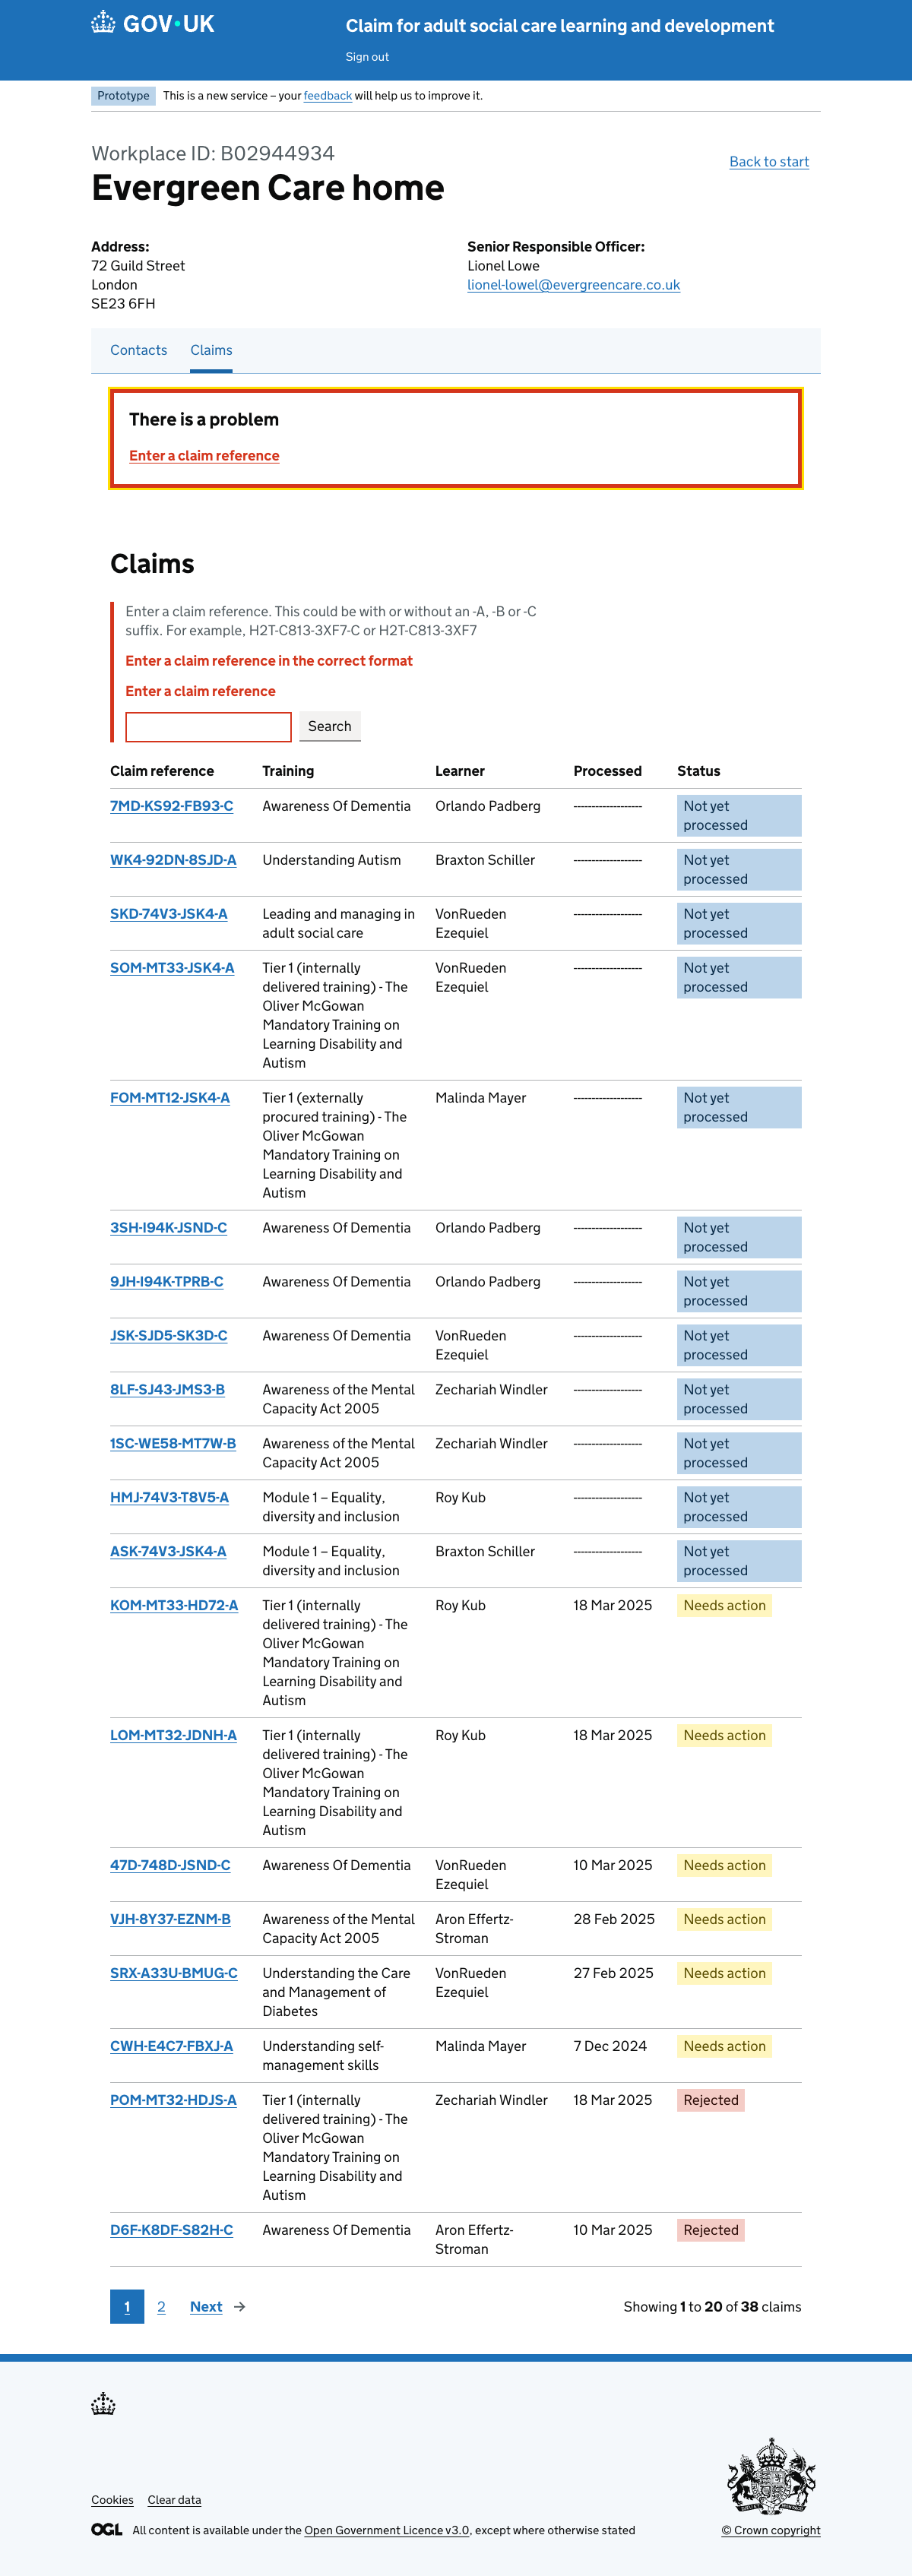 GOV·UK
Claim for adult social care learning and development
Sign out
Prototype This is a new service – your feedback will help us to improve it.
Workplace ID: B02944934
Back to start
Evergreen Care home
Address:
72 Guild Street
London
SE23 6FH
Senior Responsible Officer:
Lionel Lowe
lionel-lowel@evergreencare.co.uk
Contacts Claims
There is a problem
Enter a claim reference
Claims
Enter a claim reference. This could be with or without an -A, -B or -C
suffix. For example, H2T-C813-3XF7-C or H2T-C813-3XF7
Enter a claim reference in the correct format
Enter a claim reference
Search
Claim reference Training Learner Processed Status
7MD-KS92-FB93-C Awareness Of Dementia Orlando Padberg ------------------- Not yet
processed
WK4-92DN-8SJD-A Understanding Autism Braxton Schiller ------------------- Not yet
processed
SKD-74V3-JSK4-A Leading and managing in VonRueden ------------------- Not yet
adult social care Ezequiel processed
SOM-MT33-JSK4-A Tier 1 (internally VonRueden ------------------- Not yet
delivered training) - The Ezequiel processed
Oliver McGowan
Mandatory Training on
Learning Disability and
Autism
FOM-MT12-JSK4-A Tier 1 (externally Malinda Mayer ------------------- Not yet
procured training) - The processed
Oliver McGowan
Mandatory Training on
Learning Disability and
Autism
3SH-I94K-JSND-C Awareness Of Dementia Orlando Padberg ------------------- Not yet
processed
9JH-I94K-TPRB-C Awareness Of Dementia Orlando Padberg ------------------- Not yet
processed
JSK-SJD5-SK3D-C Awareness Of Dementia VonRueden ------------------- Not yet
Ezequiel processed
8LF-SJ43-JMS3-B Awareness of the Mental Zechariah Windler ------------------- Not yet
Capacity Act 2005 processed
1SC-WE58-MT7W-B Awareness of the Mental Zechariah Windler ------------------- Not yet
Capacity Act 2005 processed
HMJ-74V3-T8V5-A Module 1 – Equality, Roy Kub ------------------- Not yet
diversity and inclusion processed
ASK-74V3-JSK4-A Module 1 – Equality, Braxton Schiller ------------------- Not yet
diversity and inclusion processed
KOM-MT33-HD72-A Tier 1 (internally Roy Kub 18 Mar 2025 Needs action
delivered training) - The
Oliver McGowan
Mandatory Training on
Learning Disability and
Autism
LOM-MT32-JDNH-A Tier 1 (internally Roy Kub 18 Mar 2025 Needs action
delivered training) - The
Oliver McGowan
Mandatory Training on
Learning Disability and
Autism
47D-748D-JSND-C Awareness Of Dementia VonRueden 10 Mar 2025 Needs action
Ezequiel
VJH-8Y37-EZNM-B Awareness of the Mental Aron Effertz- 28 Feb 2025 Needs action
Capacity Act 2005 Stroman
SRX-A33U-BMUG-C Understanding the Care VonRueden 27 Feb 2025 Needs action
and Management of Ezequiel
Diabetes
CWH-E4C7-FBXJ-A Understanding self- Malinda Mayer 7 Dec 2024 Needs action
management skills
POM-MT32-HDJS-A Tier 1 (internally Zechariah Windler 18 Mar 2025 Rejected
delivered training) - The
Oliver McGowan
Mandatory Training on
Learning Disability and
Autism
D6F-K8DF-S82H-C Awareness Of Dementia Aron Effertz- 10 Mar 2025 Rejected
Stroman
1 2 Next → Showing 1 to 20 of 38 claims
Cookies Clear data
OGL All content is available under the Open Government Licence v3.0, except where otherwise stated
© Crown copyright